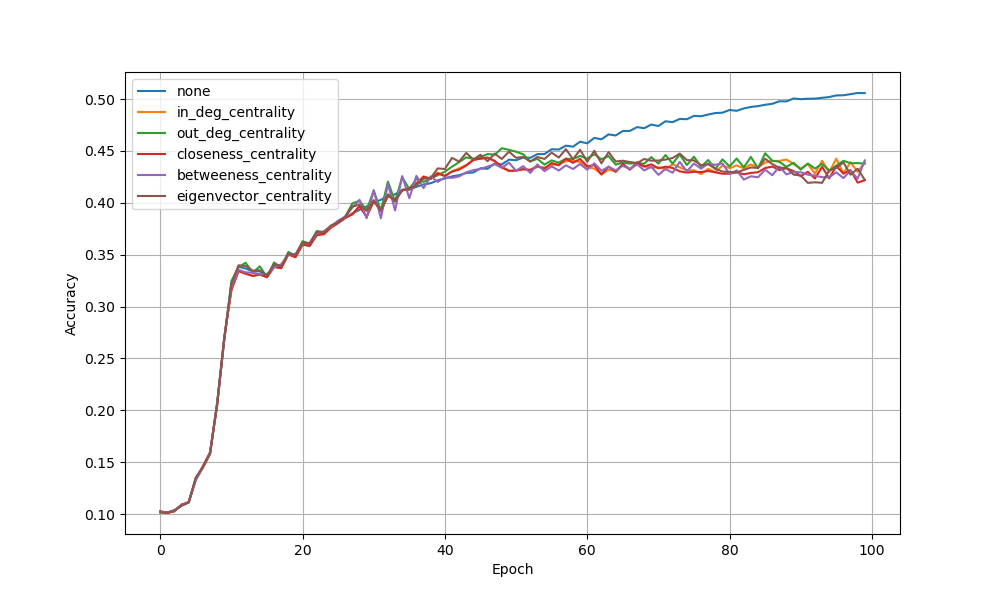 none
in_deg_centrality
out_deg_centrality
closeness_centrality
betweeness_centrality
eigenvector_centrality
0.50
0.45
0.40
0.35
0.30
0.25
0.20
0.15
0.10
Accuracy
0 20 40 60 80 100
Epoch